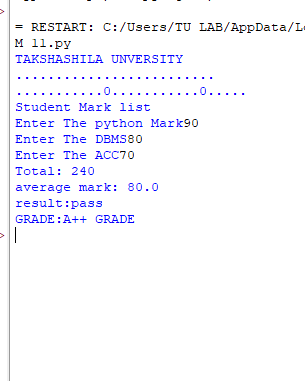 >
= RESTART: C:/Users/TU LAB/AppData/L
M 11.py
TAKSHASHILA UNVERSITY
.........................
...........0...........0.....
Student Mark list
Enter The python Mark90
Enter The DBMS80
Enter The ACC70
Total: 240
average mark: 80.0
result:pass
GRADE:A++ GRADE
>